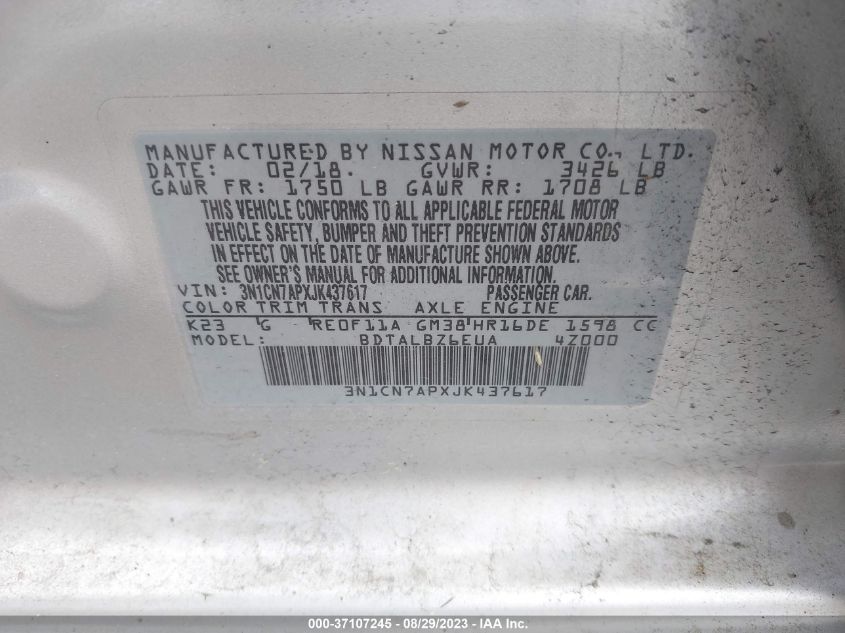 MANUFACTURED BY NISSAN MOTOR CO., LTD.
DATE: 02/18. GVWR: 3426 LB
GAWR FR: 1750 LB GAWR RR: 1708 LB
THIS VEHICLE CONFORMS TO ALL APPLICABLE FEDERAL MOTOR
VEHICLE SAFETY, BUMPER AND THEFT PREVENTION STANDARDS
IN EFFECT ON THE DATE OF MANUFACTURE SHOWN ABOVE.
SEE OWNER'S MANUAL FOR ADDITIONAL INFORMATION.
VIN: 3N1CN7APXJK437617 PASSENGER CAR.
COLOR TRIM TRANS AXLE ENGINE
K23 G RE0F11A GM38 HR16DE 1598 CC
MODEL: BDTALBZ6EUA 4Z000
3N1CN7APXJK437617
000-37107245 - 08/29/2023 - IAA Inc.